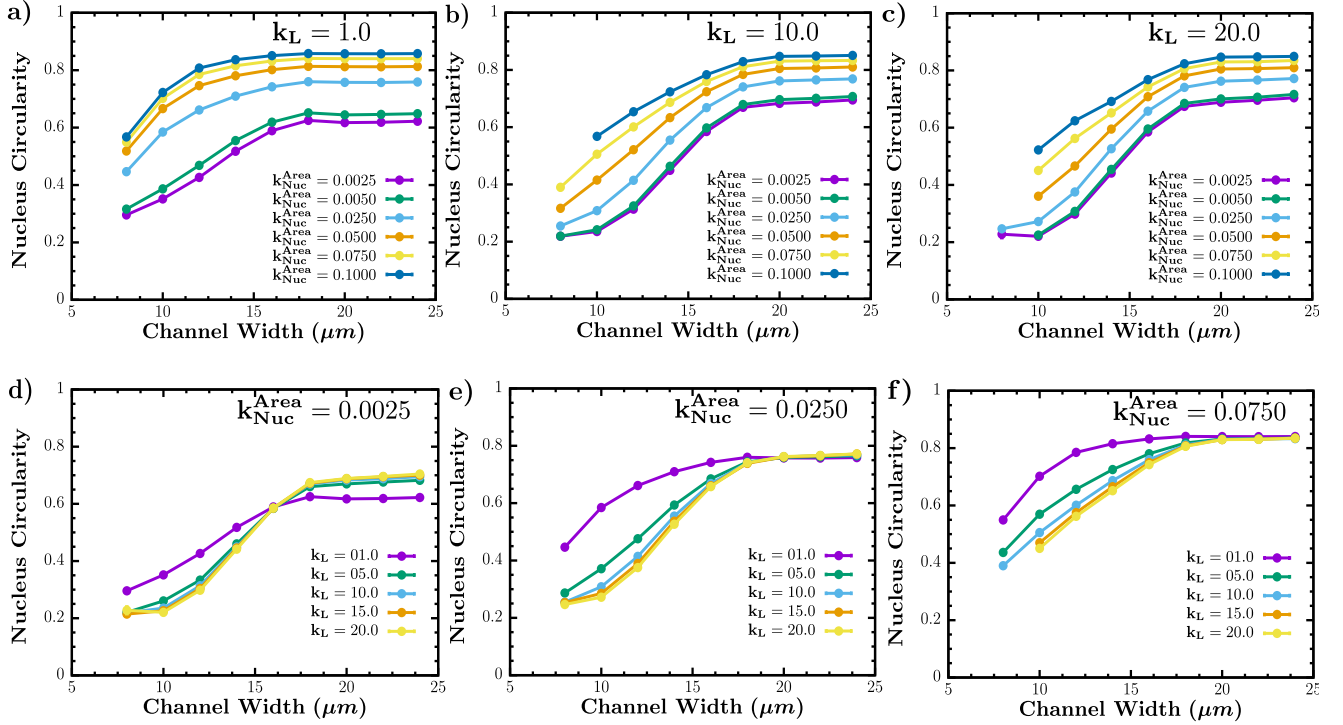 a)
k_L = 1.0
Nucleus Circularity
1
0.8
0.6
0.4
0.2
0
k_Nuc^Area = 0.0025
k_Nuc^Area = 0.0050
k_Nuc^Area = 0.0250
k_Nuc^Area = 0.0500
k_Nuc^Area = 0.0750
k_Nuc^Area = 0.1000
5 10 15 20 25
Channel Width (μm)
b)
k_L = 10.0
Nucleus Circularity
1
0.8
0.6
0.4
0.2
0
k_Nuc^Area = 0.0025
k_Nuc^Area = 0.0050
k_Nuc^Area = 0.0250
k_Nuc^Area = 0.0500
k_Nuc^Area = 0.0750
k_Nuc^Area = 0.1000
5 10 15 20 25
Channel Width (μm)
c)
k_L = 20.0
Nucleus Circularity
1
0.8
0.6
0.4
0.2
0
k_Nuc^Area = 0.0025
k_Nuc^Area = 0.0050
k_Nuc^Area = 0.0250
k_Nuc^Area = 0.0500
k_Nuc^Area = 0.0750
k_Nuc^Area = 0.1000
5 10 15 20 25
Channel Width (μm)
d)
k_Nuc^Area = 0.0025
Nucleus Circularity
1
0.8
0.6
0.4
0.2
0
k_L = 01.0
k_L = 05.0
k_L = 10.0
k_L = 15.0
k_L = 20.0
5 10 15 20 25
Channel Width (μm)
e)
k_Nuc^Area = 0.0250
Nucleus Circularity
1
0.8
0.6
0.4
0.2
0
k_L = 01.0
k_L = 05.0
k_L = 10.0
k_L = 15.0
k_L = 20.0
5 10 15 20 25
Channel Width (μm)
f)
k_Nuc^Area = 0.0750
Nucleus Circularity
1
0.8
0.6
0.4
0.2
0
k_L = 01.0
k_L = 05.0
k_L = 10.0
k_L = 15.0
k_L = 20.0
5 10 15 20 25
Channel Width (μm)